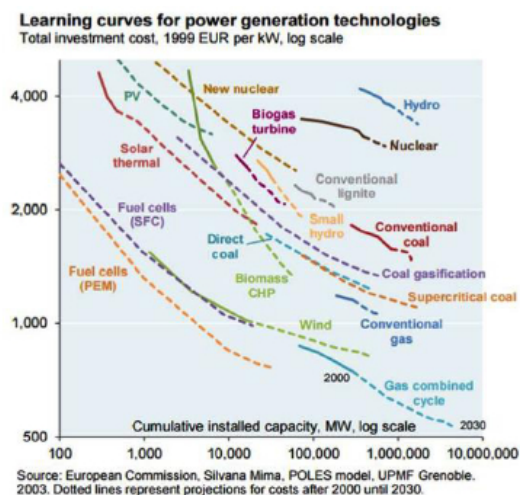 Learning curves for power generation technologies
Total investment cost, 1999 EUR per kW, log scale
4,000
2,000
1,000
500
PV
New nuclear
Hydro
Biogas
turbine
Nuclear
Solar
thermal
Conventional
lignite
Fuel cells
(SFC)
Small
hydro
Conventional
coal
Direct
coal
Coal gasification
Fuel cells
(PEM)
Biomass
CHP
Supercritical coal
Wind
Conventional
gas
2000
Gas combined
cycle
Cumulative installed capacity, MW, log scale
2030
100
1,000
10,000
100,000
1,000,000
10,000,000
Source: European Commission, Silvana Mima, POLES model, UPMF Grenoble.
2003. Dotted lines represent projections for costs after 2000 until 2030.